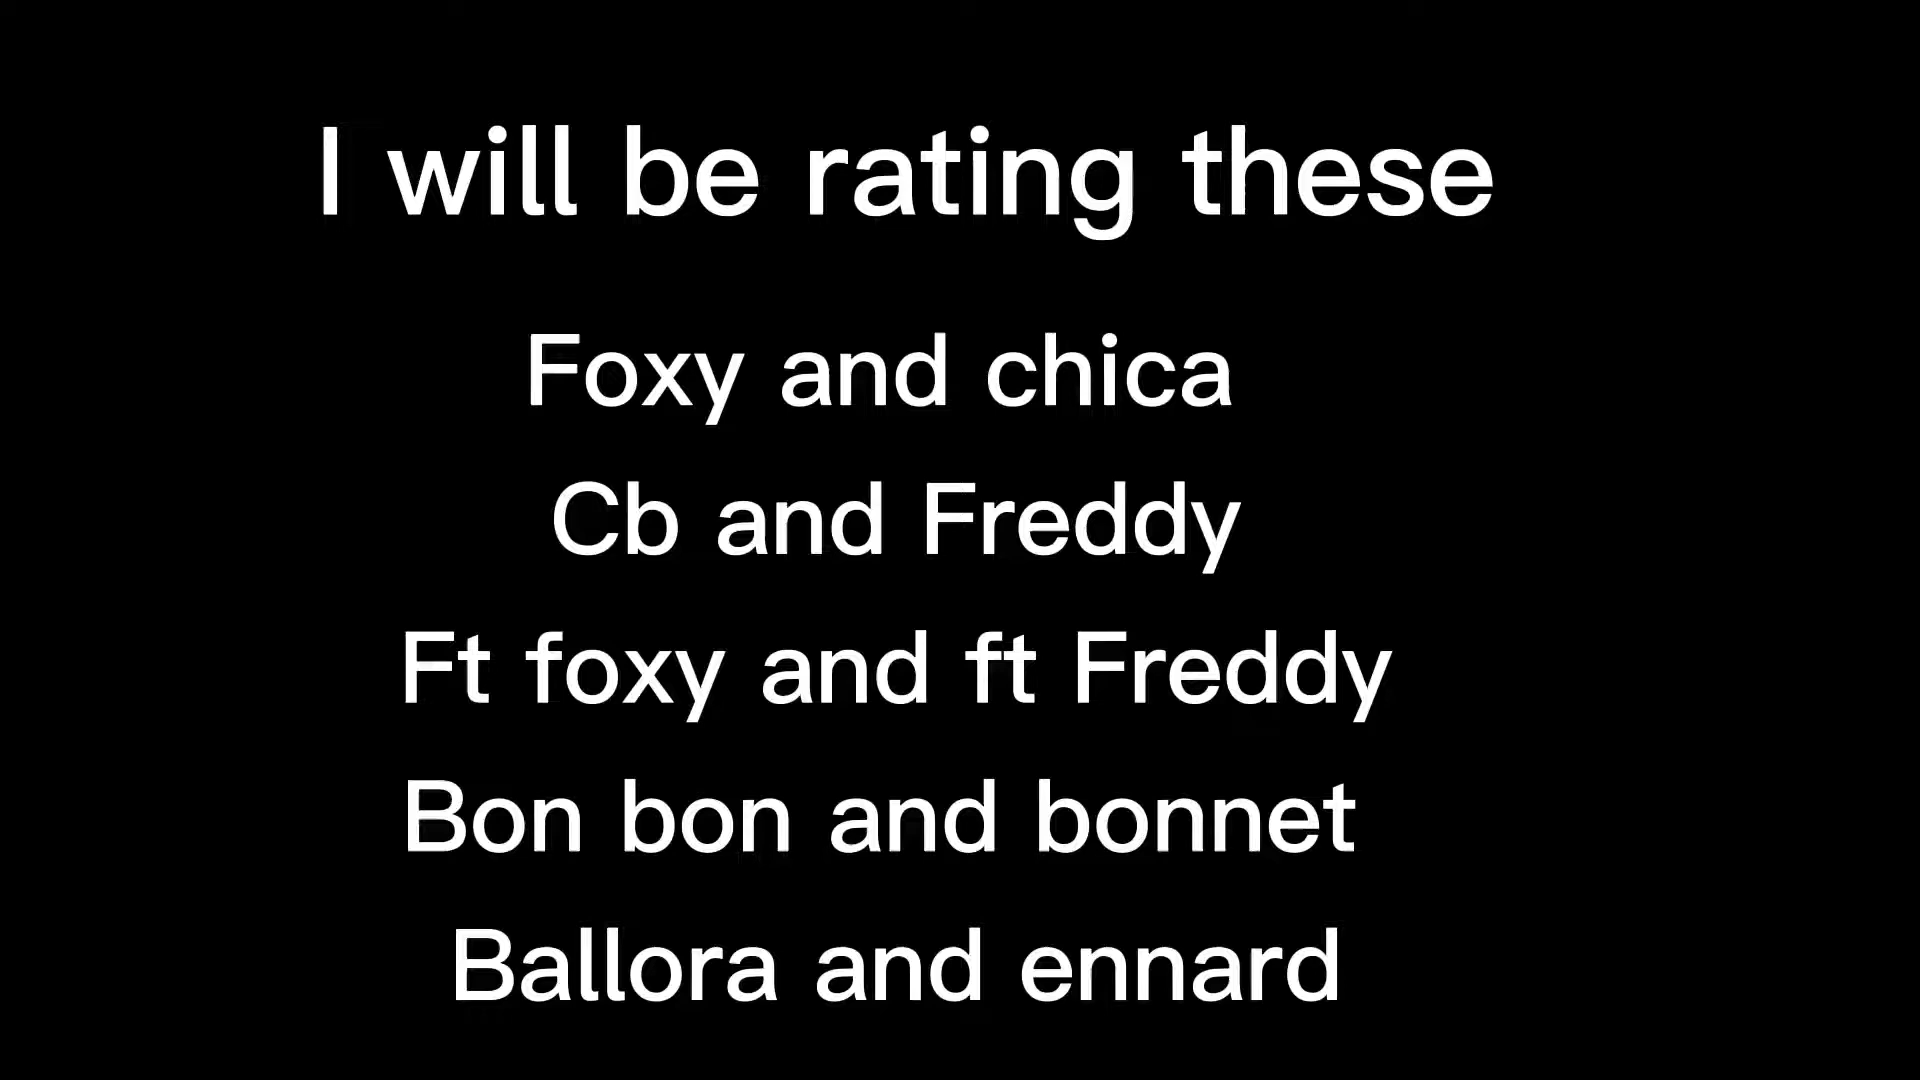 I will be rating these
Foxy and chica
Cb and Freddy
Ft foxy and ft Freddy
Bon bon and bonnet
Ballora and ennard